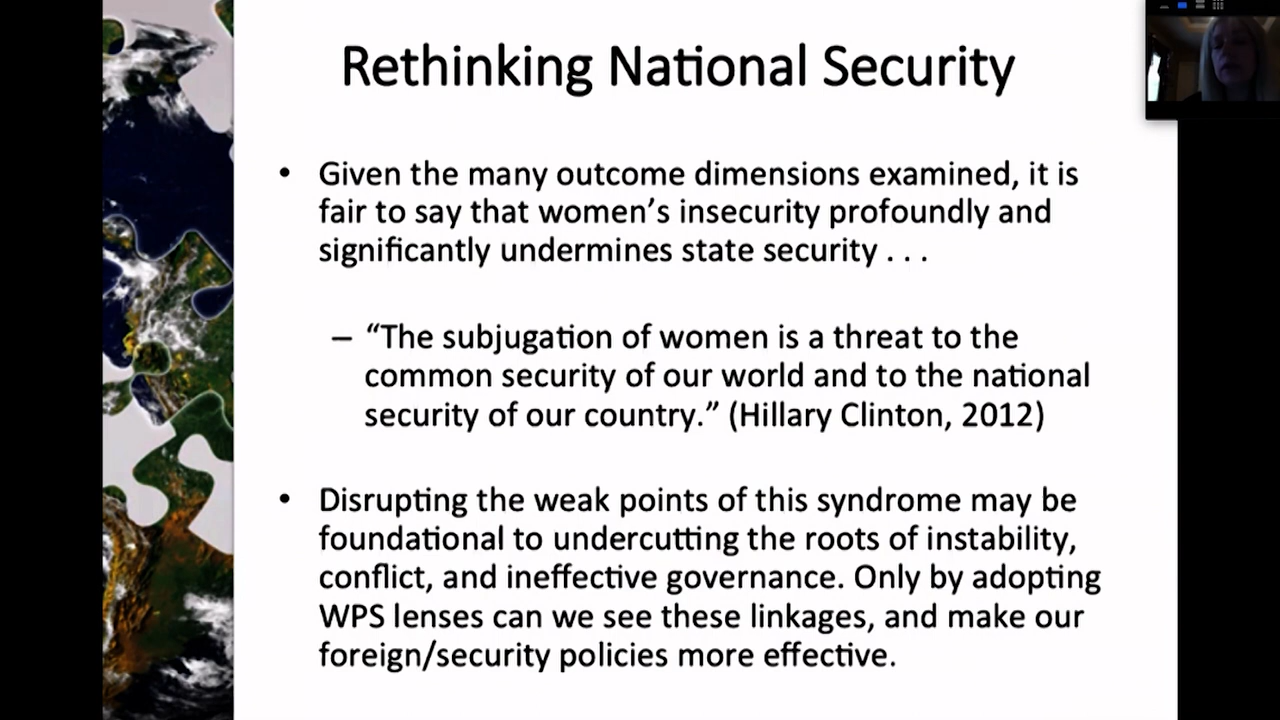 Rethinking National Security
• Given the many outcome dimensions examined, it is
fair to say that women’s insecurity profoundly and
significantly undermines state security . . .
– “The subjugation of women is a threat to the
common security of our world and to the national
security of our country.” (Hillary Clinton, 2012)
• Disrupting the weak points of this syndrome may be
foundational to undercutting the roots of instability,
conflict, and ineffective governance. Only by adopting
WPS lenses can we see these linkages, and make our
foreign/security policies more effective.